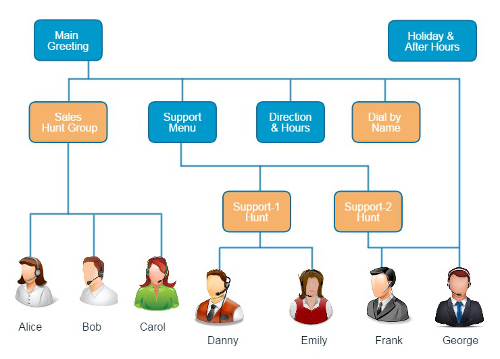 Main
Greeting
Holiday &
After Hours
Sales
Hunt Group
Support
Menu
Direction
& Hours
Dial by
Name
Support-1
Hunt
Support-2
Hunt
Alice
Bob
Carol
Danny
Emily
Frank
George